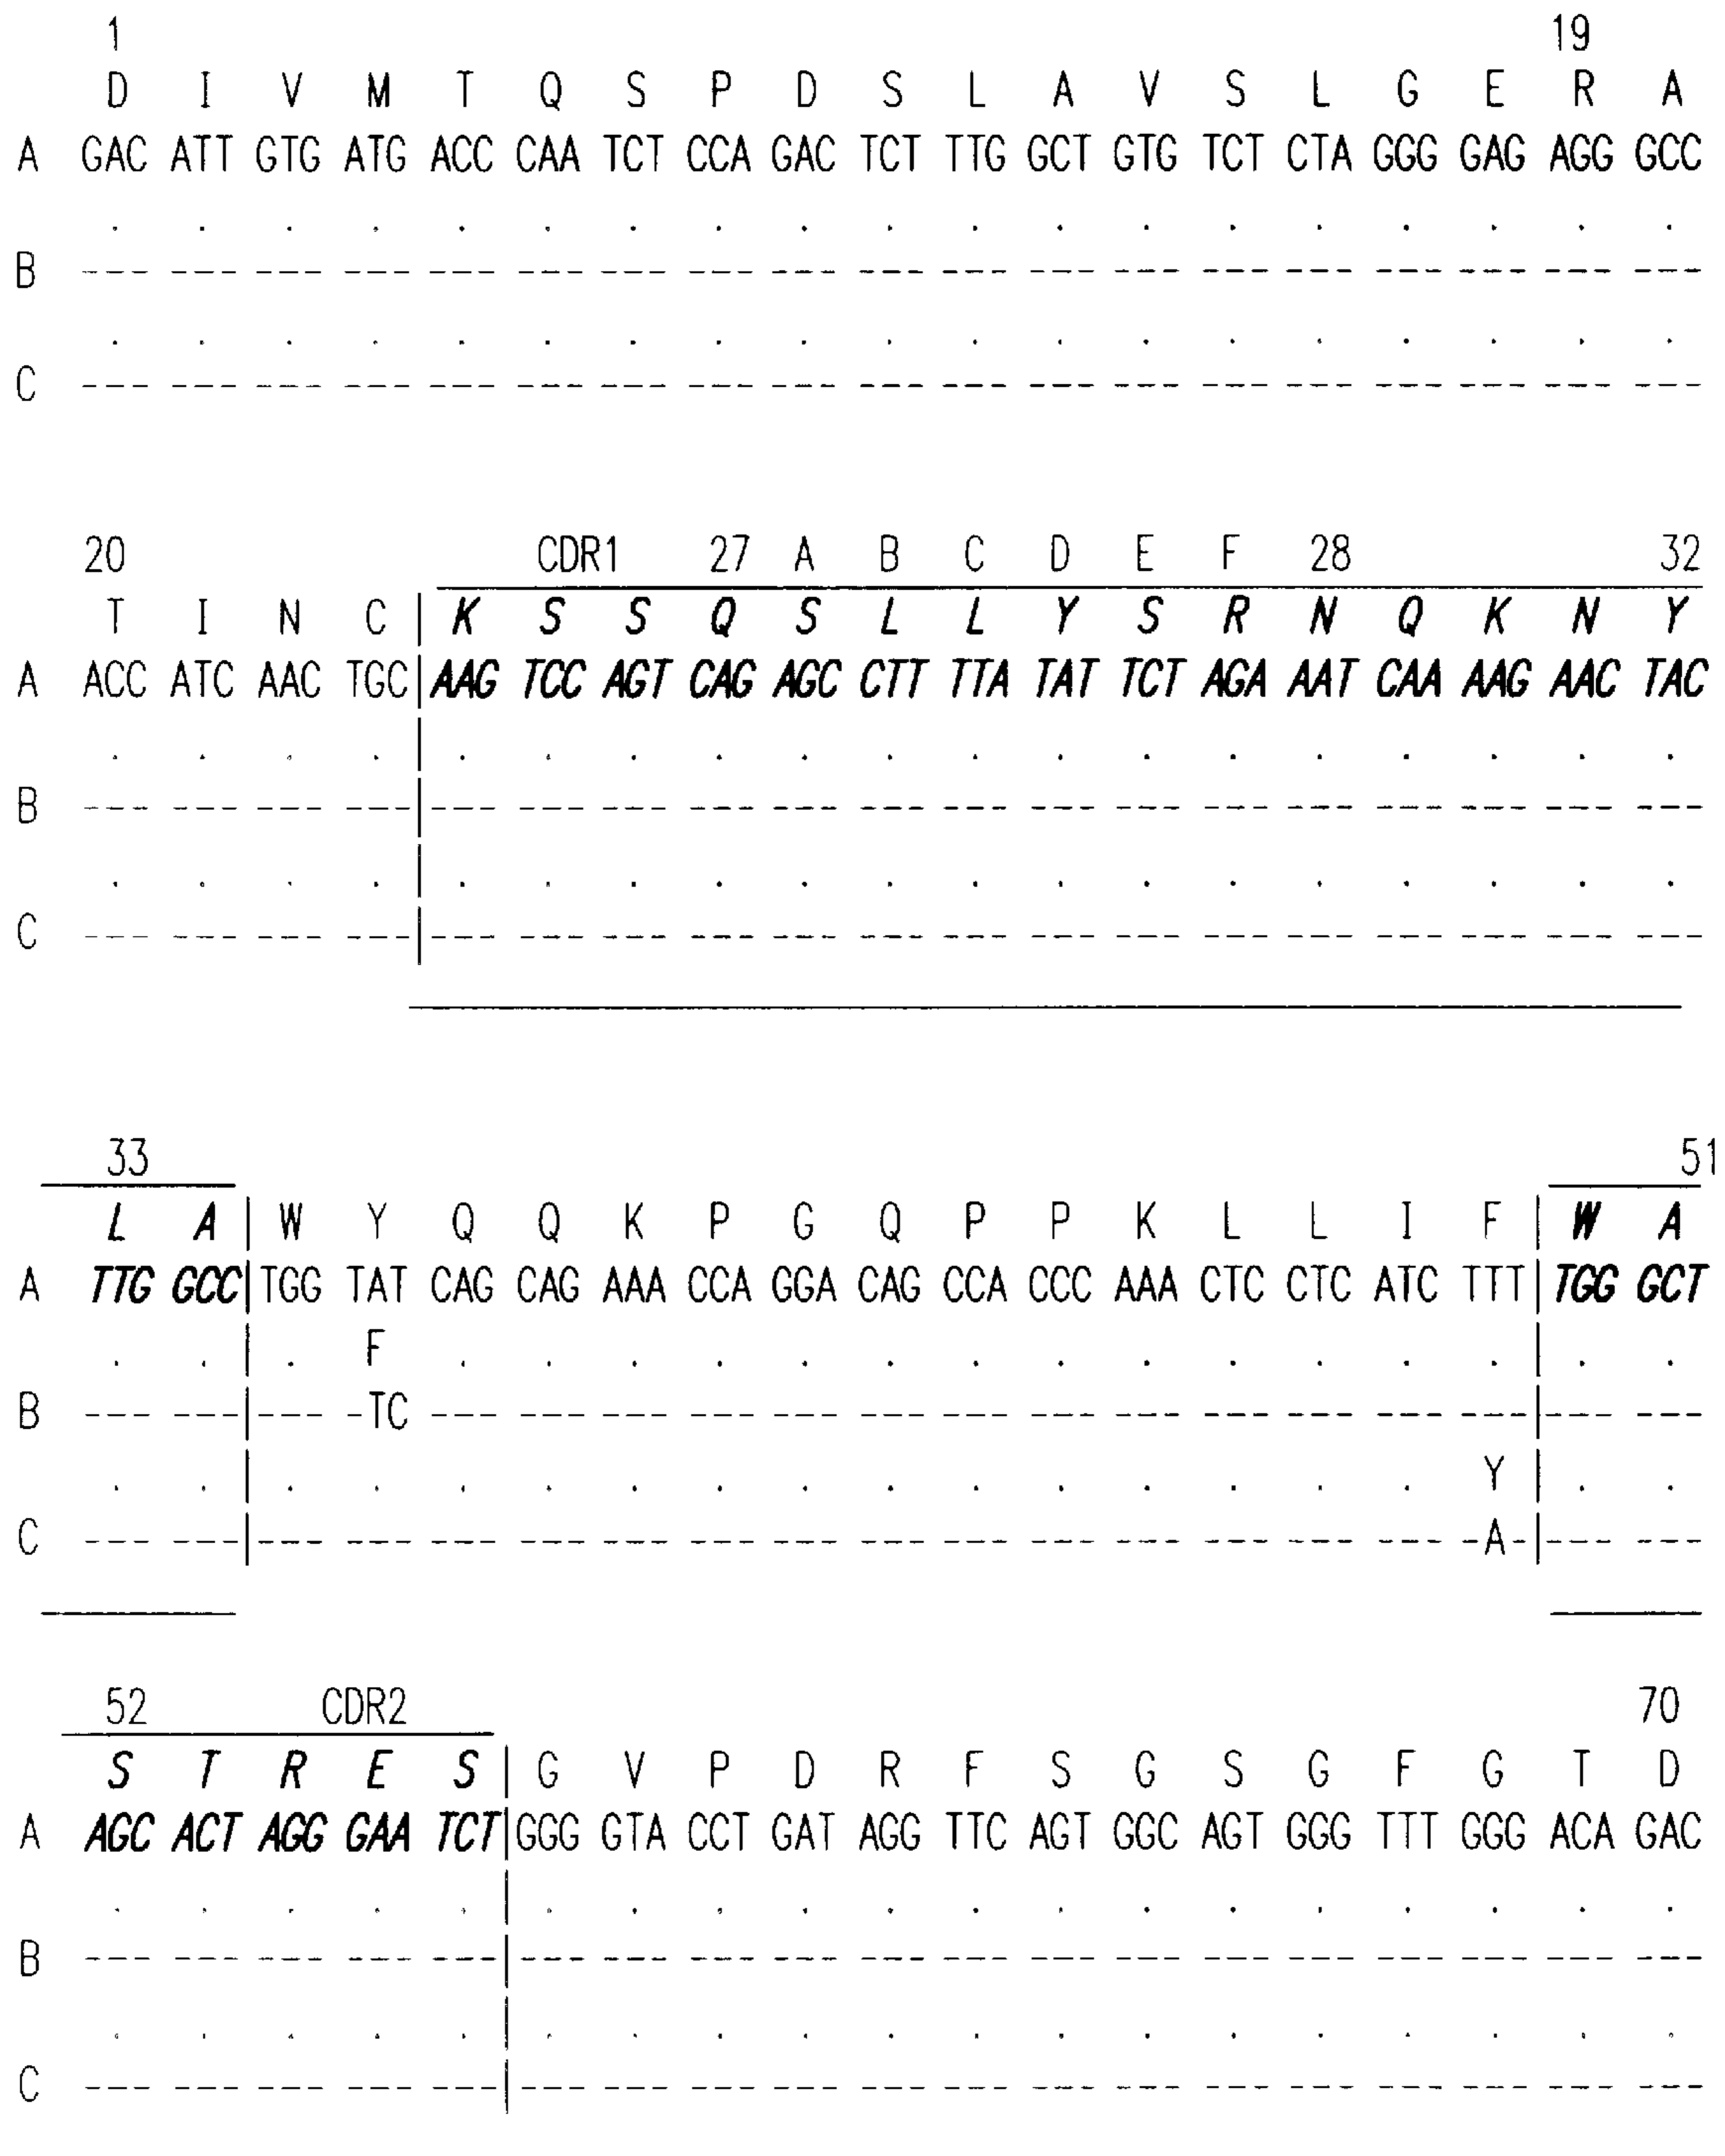 1 19
D I V M T Q S P D S L A V S L G E R A
A GAC ATT GTG ATG ACC CAA TCT CCA GAC TCT TTG GCT GTG TCT CTA GGG GAG AGG GCC
. . . . . . . . . . . . . . . . . . .
B --- --- --- --- --- --- --- --- --- --- --- --- --- --- --- --- --- --- ---
. . . . . . . . . . . . . . . . . . .
C --- --- --- --- --- --- --- --- --- --- --- --- --- --- --- --- --- --- ---
20 CDR1 27 A B C D E F 28 32
T I N C | K S S Q S L L Y S R N Q K N Y
A ACC ATC AAC TGC | AAG TCC AGT CAG AGC CTT TTA TAT TCT AGA AAT CAA AAG AAC TAC
. . . . | . . . . . . . . . . . . . . .
B --- --- --- --- | --- --- --- --- --- --- --- --- --- --- --- --- --- --- ---
. . . . | . . . . . . . . . . . . . . .
C --- --- --- --- | --- --- --- --- --- --- --- --- --- --- --- --- --- --- ---
33 51
L A | W Y Q Q K P G Q P P K L L I F | W A
A TTG GCC | TGG TAT CAG CAG AAA CCA GGA CAG CCA CCC AAA CTC CTC ATC TTT | TGG GCT
. . | . F . . . . . . . . . . . . . | . .
B --- --- | --- -TC --- --- --- --- --- --- --- --- --- --- --- --- --- | --- ---
. . | . . . . . . . . . . . . . . Y | . .
C --- --- | --- --- --- --- --- --- --- --- --- --- --- --- --- --- -A- | --- ---
52 CDR2 70
S T R E S | G V P D R F S G S G F G T D
A AGC ACT AGG GAA TCT | GGG GTA CCT GAT AGG TTC AGT GGC AGT GGG TTT GGG ACA GAC
. . . . . | . . . . . . . . . . . . . .
B --- --- --- --- --- | --- --- --- --- --- --- --- --- --- --- --- --- --- ---
. . . . . | . . . . . . . . . . . . . .
C --- --- --- --- --- | --- --- --- --- --- --- --- --- --- --- --- --- --- ---